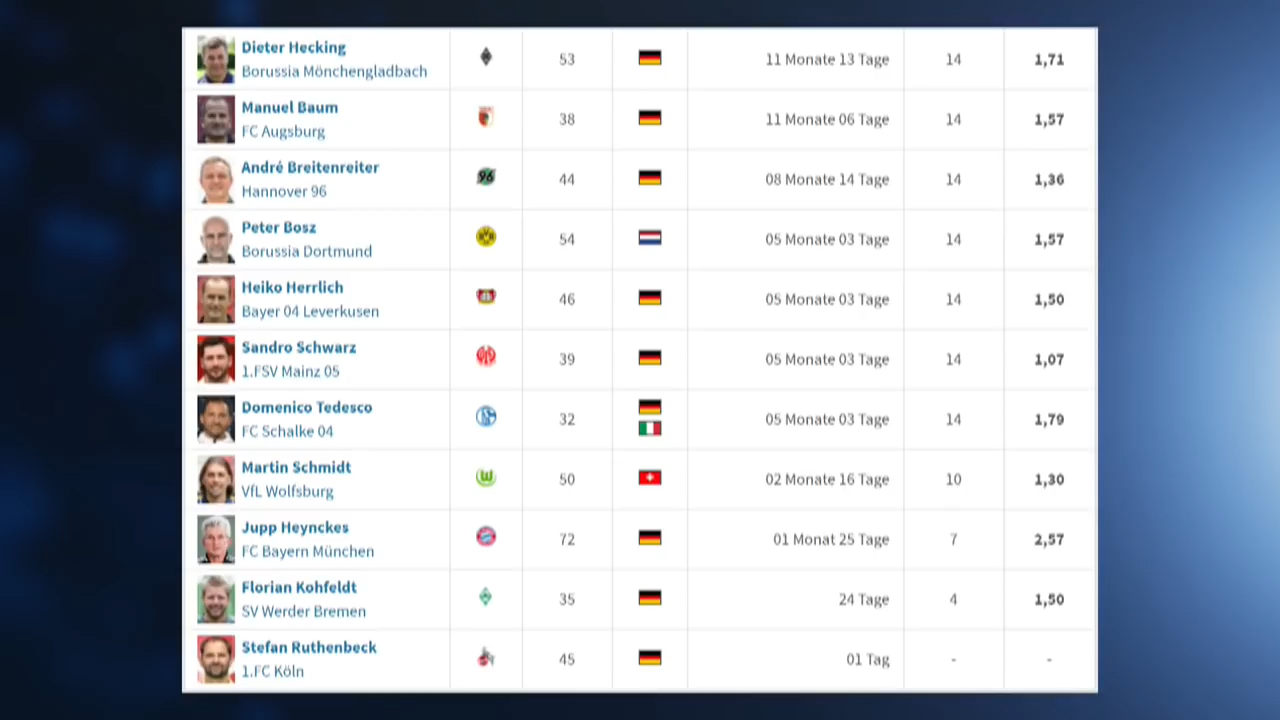 Dieter Hecking
Borussia Mönchengladbach
53
11 Monate 13 Tage
14
1,71
Manuel Baum
FC Augsburg
38
11 Monate 06 Tage
14
1,57
André Breitenreiter
Hannover 96
96
44
08 Monate 14 Tage
14
1,36
Peter Bosz
Borussia Dortmund
54
05 Monate 03 Tage
14
1,57
Heiko Herrlich
Bayer 04 Leverkusen
46
05 Monate 03 Tage
14
1,50
Sandro Schwarz
1.FSV Mainz 05
39
05 Monate 03 Tage
14
1,07
Domenico Tedesco
FC Schalke 04
32
05 Monate 03 Tage
14
1,79
Martin Schmidt
VfL Wolfsburg
50
02 Monate 16 Tage
10
1,30
Jupp Heynckes
FC Bayern München
72
01 Monat 25 Tage
7
2,57
Florian Kohfeldt
SV Werder Bremen
35
24 Tage
4
1,50
Stefan Ruthenbeck
1.FC Köln
45
01 Tag
-
-